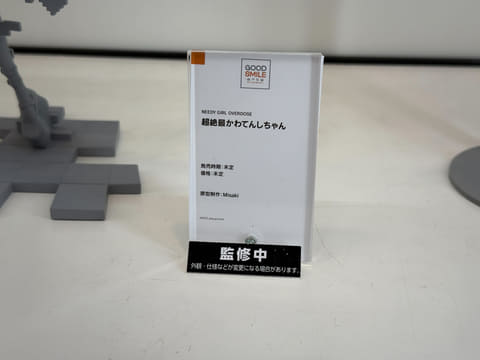 GOOD
SMILE
NEEDY GIRL OVERDOSE
超絶最かわてんしちゃん
発売時期：未定
価格：未定
原型制作：Misaki
監修中
外観・仕様などが変更になる場合があります。